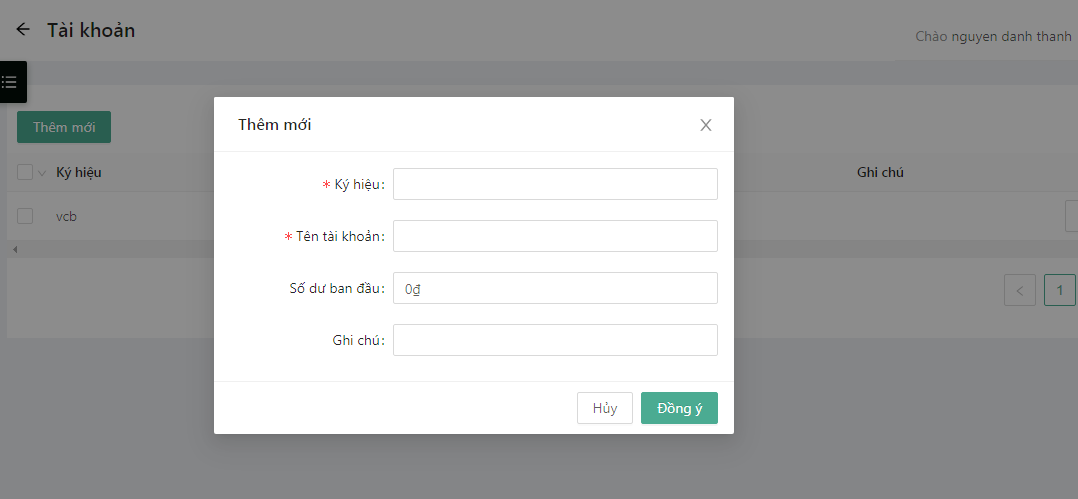 Tài khoản
Chào nguyen danh thanh
Thêm mới
Ký hiệu
Ghi chú
vcb
1
Thêm mới
* Ký hiệu:
* Tên tài khoản:
Số dư ban đầu: 0₫
Ghi chú:
Hủy Đồng ý